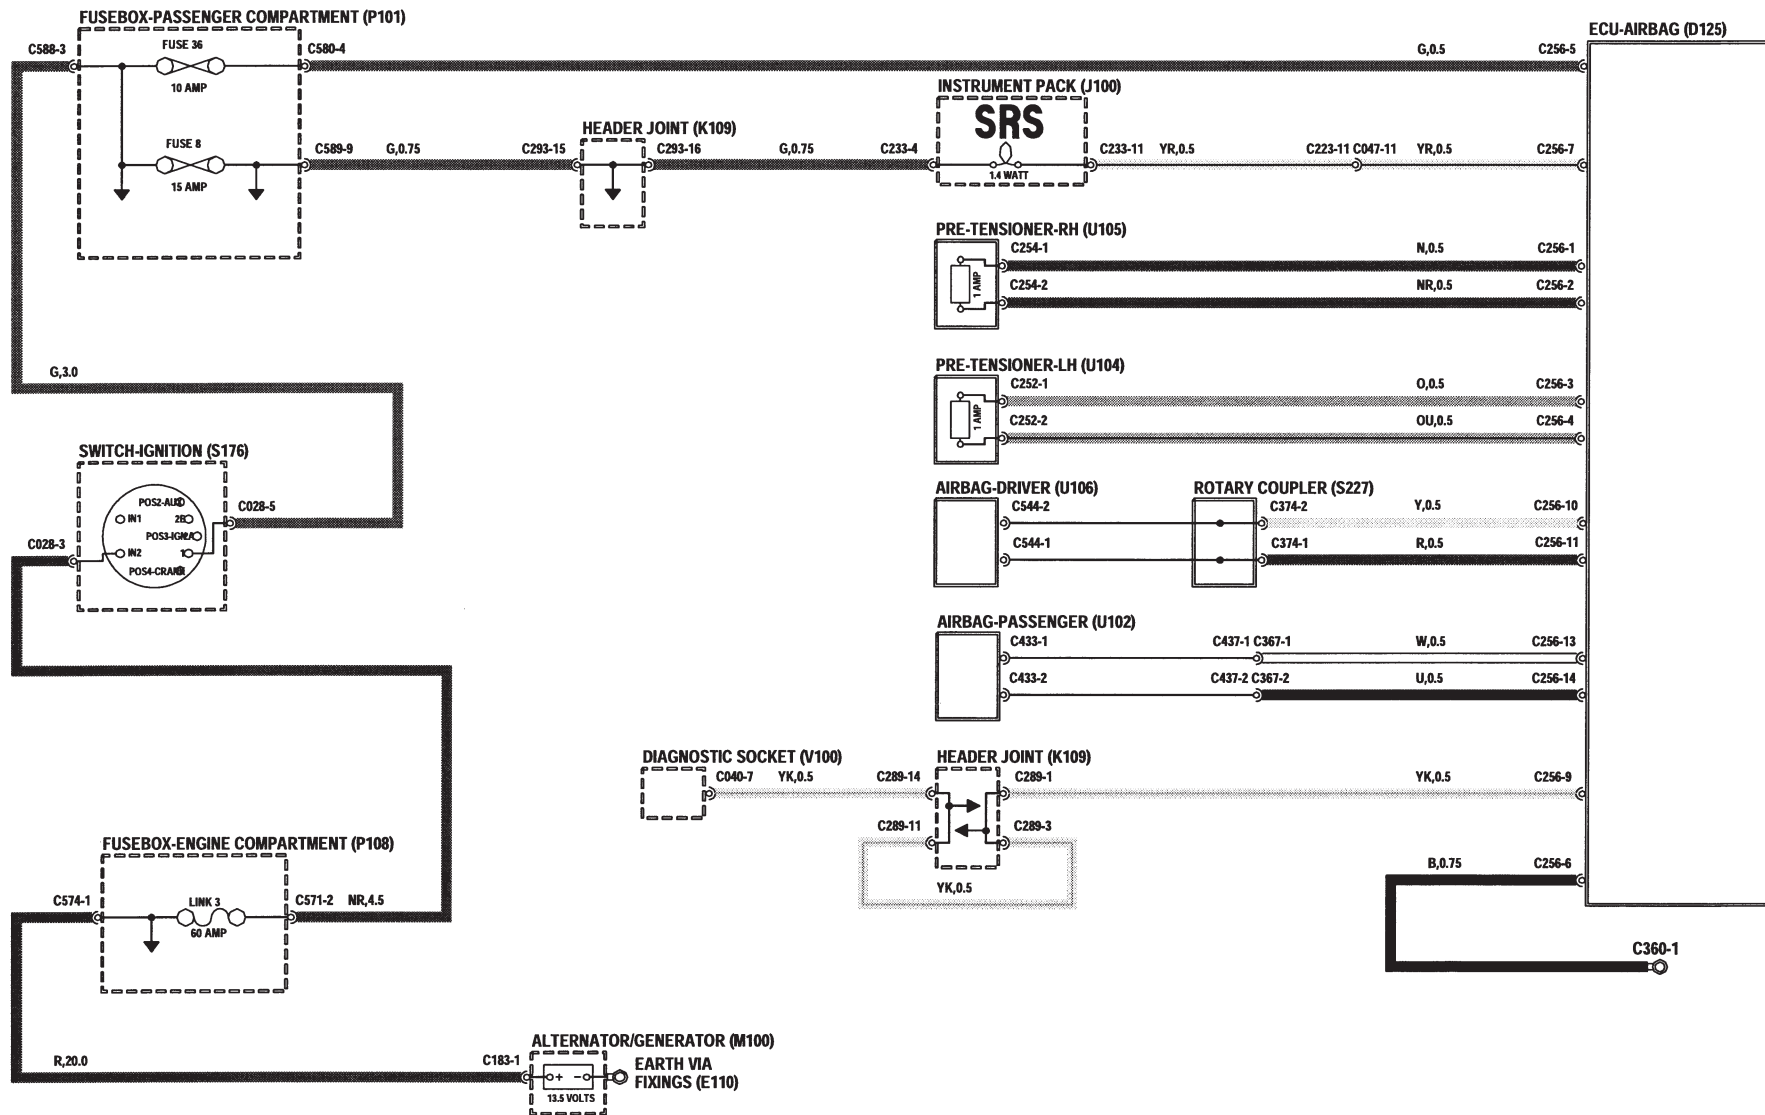 FUSEBOX-PASSENGER COMPARTMENT (P101)
ECU-AIRBAG (D125)
C588-3
FUSE 36
C580-4
G,0.5
C256-5
10 AMP
INSTRUMENT PACK (J100)
SRS
HEADER JOINT (K109)
FUSE 8
C589-9
G,0.75
C293-15
C293-16
G,0.75
C233-4
C233-11
YR,0.5
C223-11 C047-11
YR,0.5
C256-7
1.4 WATT
15 AMP
PRE-TENSIONER-RH (U105)
C254-1
N,0.5
C256-1
1 AMP
C254-2
NR,0.5
C256-2
PRE-TENSIONER-LH (U104)
G,3.0
C252-1
O,0.5
C256-3
1 AMP
C252-2
OU,0.5
C256-4
SWITCH-IGNITION (S176)
AIRBAG-DRIVER (U106)
ROTARY COUPLER (S227)
POS2-AUX
C028-5
C544-2
C374-2
Y,0.5
C256-10
IN1
POS3-IGN
C028-3
C544-1
C374-1
R,0.5
C256-11
IN2
1
POS4-CRANK
AIRBAG-PASSENGER (U102)
C433-1
C437-1 C367-1
W,0.5
C256-13
C433-2
C437-2 C367-2
U,0.5
C256-14
DIAGNOSTIC SOCKET (V100)
HEADER JOINT (K109)
C040-7
YK,0.5
C289-14
C289-1
YK,0.5
C256-9
C289-11
C289-3
FUSEBOX-ENGINE COMPARTMENT (P108)
B,0.75
C256-6
YK,0.5
C574-1
LINK 3
C571-2
NR,4.5
60 AMP
C360-1
ALTERNATOR/GENERATOR (M100)
R,20.0
C183-1
EARTH VIA
FIXINGS (E110)
+ −
13.5 VOLTS